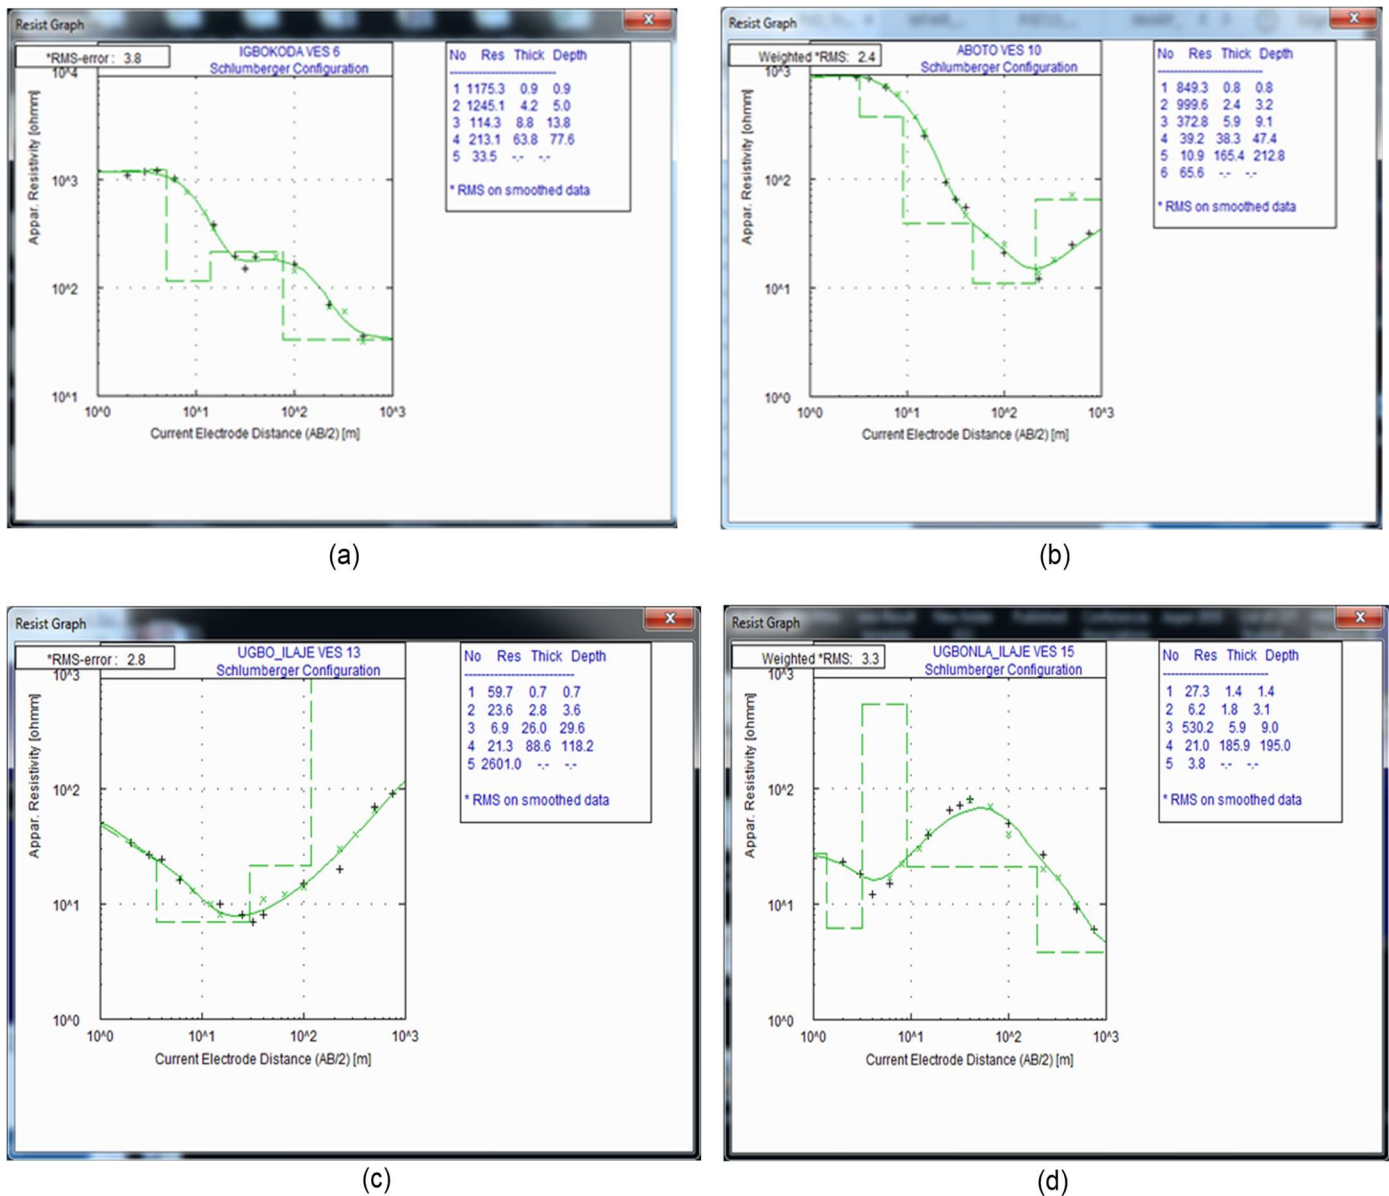 Resist Graph
X
*RMS-error : 3.8
IGBOKODA VES 6
Schlumberger Configuration
No Res Thick Depth
1 1175.3 0.9 0.9
2 1245.1 4.2 5.0
3 114.3 8.8 13.8
4 213.1 63.8 77.6
5 33.5 -.- -.-
* RMS on smoothed data
Appar. Resistivity [ohmm]
10^4
10^3
10^2
10^1
10^0 10^1 10^2 10^3
Current Electrode Distance (AB/2) [m]
(a)
Resist Graph
X
Weighted *RMS: 2.4
ABOTO VES 10
Schlumberger Configuration
No Res Thick Depth
1 849.3 0.8 0.8
2 999.6 2.4 3.2
3 372.8 5.9 9.1
4 39.2 38.3 47.4
5 10.9 165.4 212.8
6 65.6 -.- -.-
* RMS on smoothed data
Appar. Resistivity [ohmm]
10^3
10^2
10^1
10^0
10^0 10^1 10^2 10^3
Current Electrode Distance (AB/2) [m]
(b)
Resist Graph
X
*RMS-error : 2.8
UGBO_ILAJE VES 13
Schlumberger Configuration
No Res Thick Depth
1 59.7 0.7 0.7
2 23.6 2.8 3.6
3 6.9 26.0 29.6
4 21.3 88.6 118.2
5 2601.0 -.- -.-
* RMS on smoothed data
Appar. Resistivity [ohmm]
10^3
10^2
10^1
10^0
10^0 10^1 10^2 10^3
Current Electrode Distance (AB/2) [m]
(c)
Resist Graph
X
Weighted *RMS: 3.3
UGBONLA_ILAJE VES 15
Schlumberger Configuration
No Res Thick Depth
1 27.3 1.4 1.4
2 6.2 1.8 3.1
3 530.2 5.9 9.0
4 21.0 185.9 195.0
5 3.8 -.- -.-
* RMS on smoothed data
Appar. Resistivity [ohmm]
10^3
10^2
10^1
10^0
10^0 10^1 10^2 10^3
Current Electrode Distance (AB/2) [m]
(d)